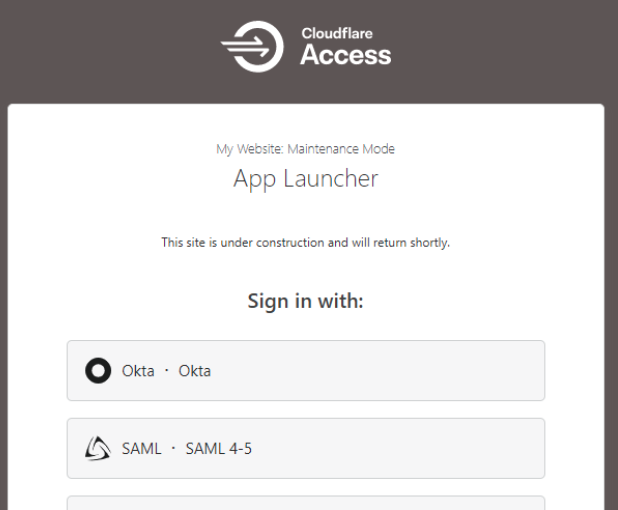 Cloudflare
Access
My Website: Maintenance Mode
App Launcher
This site is under construction and will return shortly.
Sign in with:
Okta · Okta
SAML · SAML 4-5